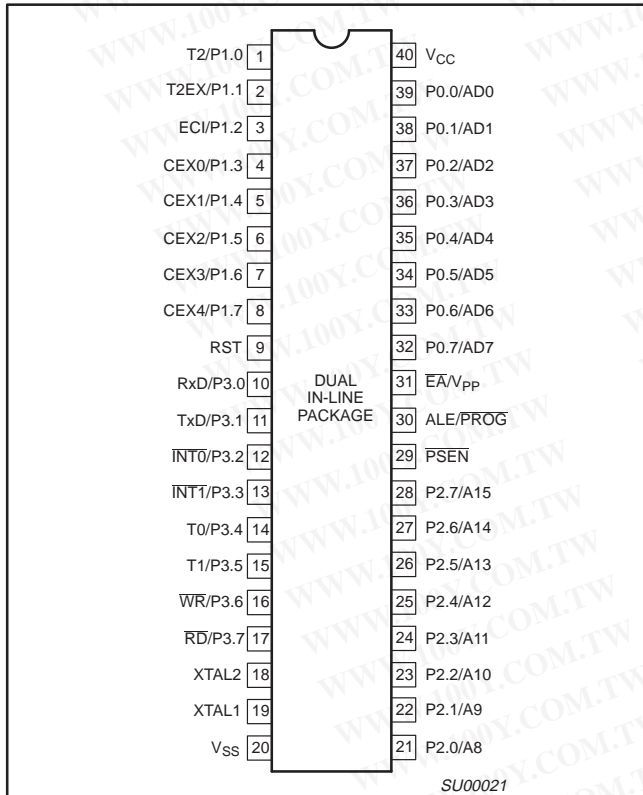 T2/P1.0 1
T2EX/P1.1 2
ECI/P1.2 3
CEX0/P1.3 4
CEX1/P1.4 5
CEX2/P1.5 6
CEX3/P1.6 7
CEX4/P1.7 8
RST 9
RxD/P3.0 10
TxD/P3.1 11
I̅N̅T̅0̅/P3.2 12
I̅N̅T̅1̅/P3.3 13
T0/P3.4 14
T1/P3.5 15
W̅R̅/P3.6 16
R̅D̅/P3.7 17
XTAL2 18
XTAL1 19
VSS 20
DUAL
IN-LINE
PACKAGE
40 VCC
39 P0.0/AD0
38 P0.1/AD1
37 P0.2/AD2
36 P0.3/AD3
35 P0.4/AD4
34 P0.5/AD5
33 P0.6/AD6
32 P0.7/AD7
31 E̅A̅/VPP
30 ALE/P̅R̅O̅G̅
29 P̅S̅E̅N̅
28 P2.7/A15
27 P2.6/A14
26 P2.5/A13
25 P2.4/A12
24 P2.3/A11
23 P2.2/A10
22 P2.1/A9
21 P2.0/A8
SU00021
WWW.100Y.COM.TW